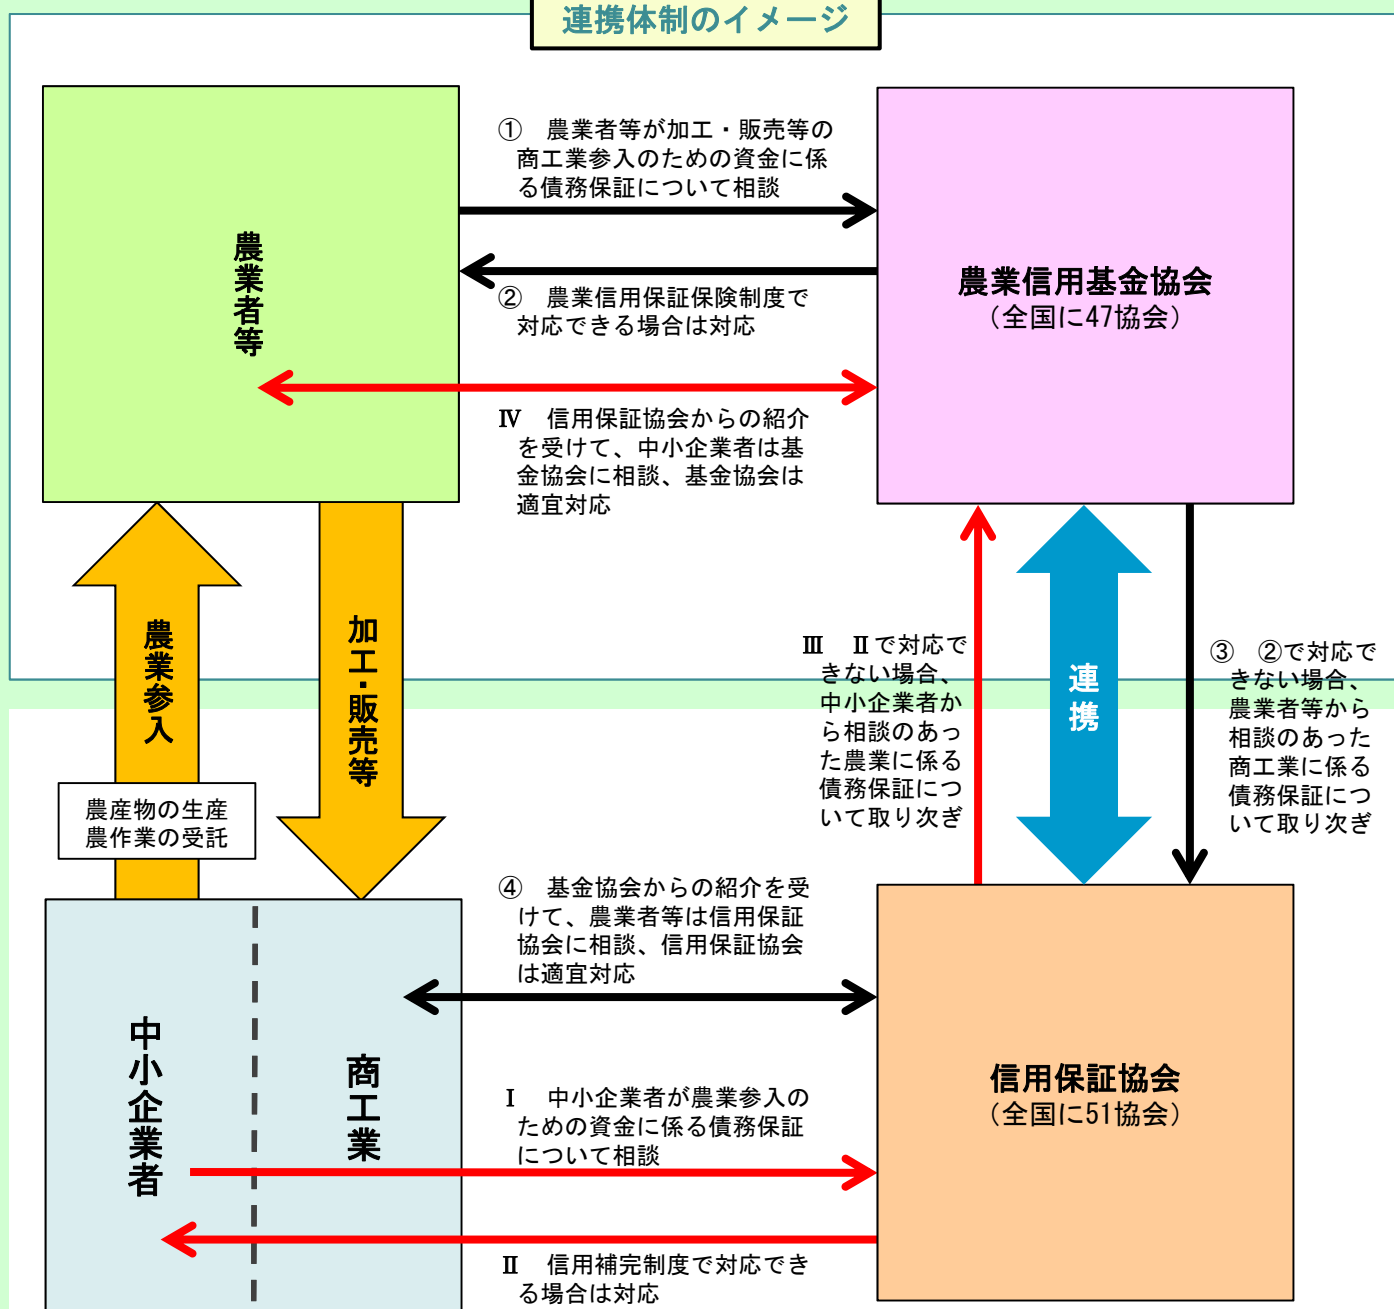 連携体制のイメージ
農業者等
① 農業者等が加工・販売等の
商工業参入のための資金に係
る債務保証について相談
② 農業信用保証保険制度で
対応できる場合は対応
農業信用基金協会
（全国に47協会）
Ⅳ 信用保証協会からの紹介
を受けて、中小企業者は基
金協会に相談、基金協会は
適宜対応
農業参入
農産物の生産
農作業の受託
加工・販売等
Ⅲ Ⅱで対応で
きない場合、
中小企業者か
ら相談のあっ
た農業に係る
債務保証につ
いて取り次ぎ
連携
③ ②で対応で
きない場合、
農業者等から
相談のあった
商工業に係る
債務保証につ
いて取り次ぎ
④ 基金協会からの紹介を受
けて、農業者等は信用保証
協会に相談、信用保証協会
は適宜対応
中小企業者
商工業
Ⅰ 中小企業者が農業参入の
ための資金に係る債務保証
について相談
信用保証協会
（全国に51協会）
Ⅱ 信用補完制度で対応でき
る場合は対応